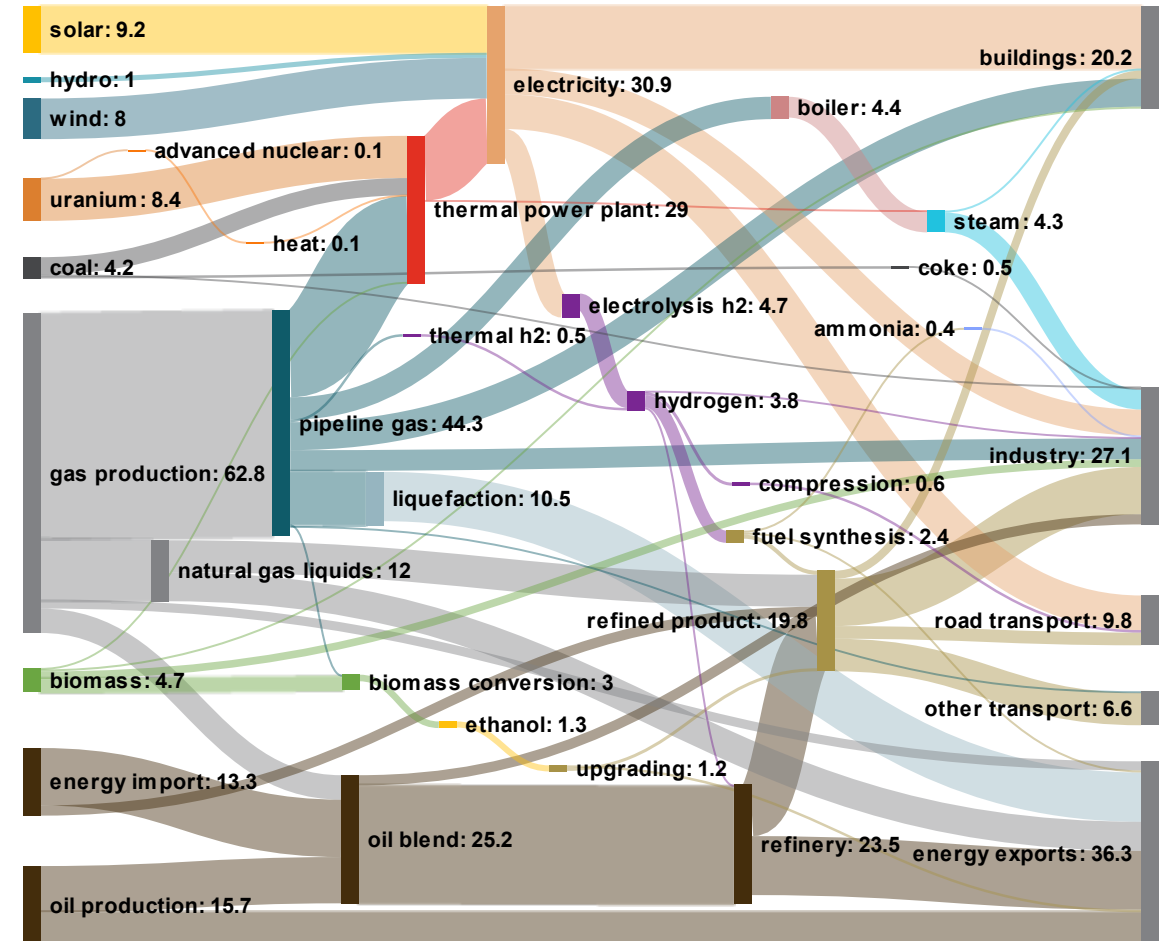 solar: 9.2
buildings: 20.2
hydro: 1
electricity: 30.9
boiler: 4.4
wind: 8
advanced nuclear: 0.1
uranium: 8.4
thermal power plant: 29
steam: 4.3
heat: 0.1
coal: 4.2
coke: 0.5
electrolysis h2: 4.7
ammonia: 0.4
thermal h2: 0.5
hydrogen: 3.8
pipeline gas: 44.3
industry: 27.1
gas production: 62.8
compression: 0.6
liquefaction: 10.5
fuel synthesis: 2.4
natural gas liquids: 12
refined product: 19.8
road transport: 9.8
biomass: 4.7
biomass conversion: 3
other transport: 6.6
ethanol: 1.3
upgrading: 1.2
energy import: 13.3
oil blend: 25.2
refinery: 23.5
energy exports: 36.3
oil production: 15.7